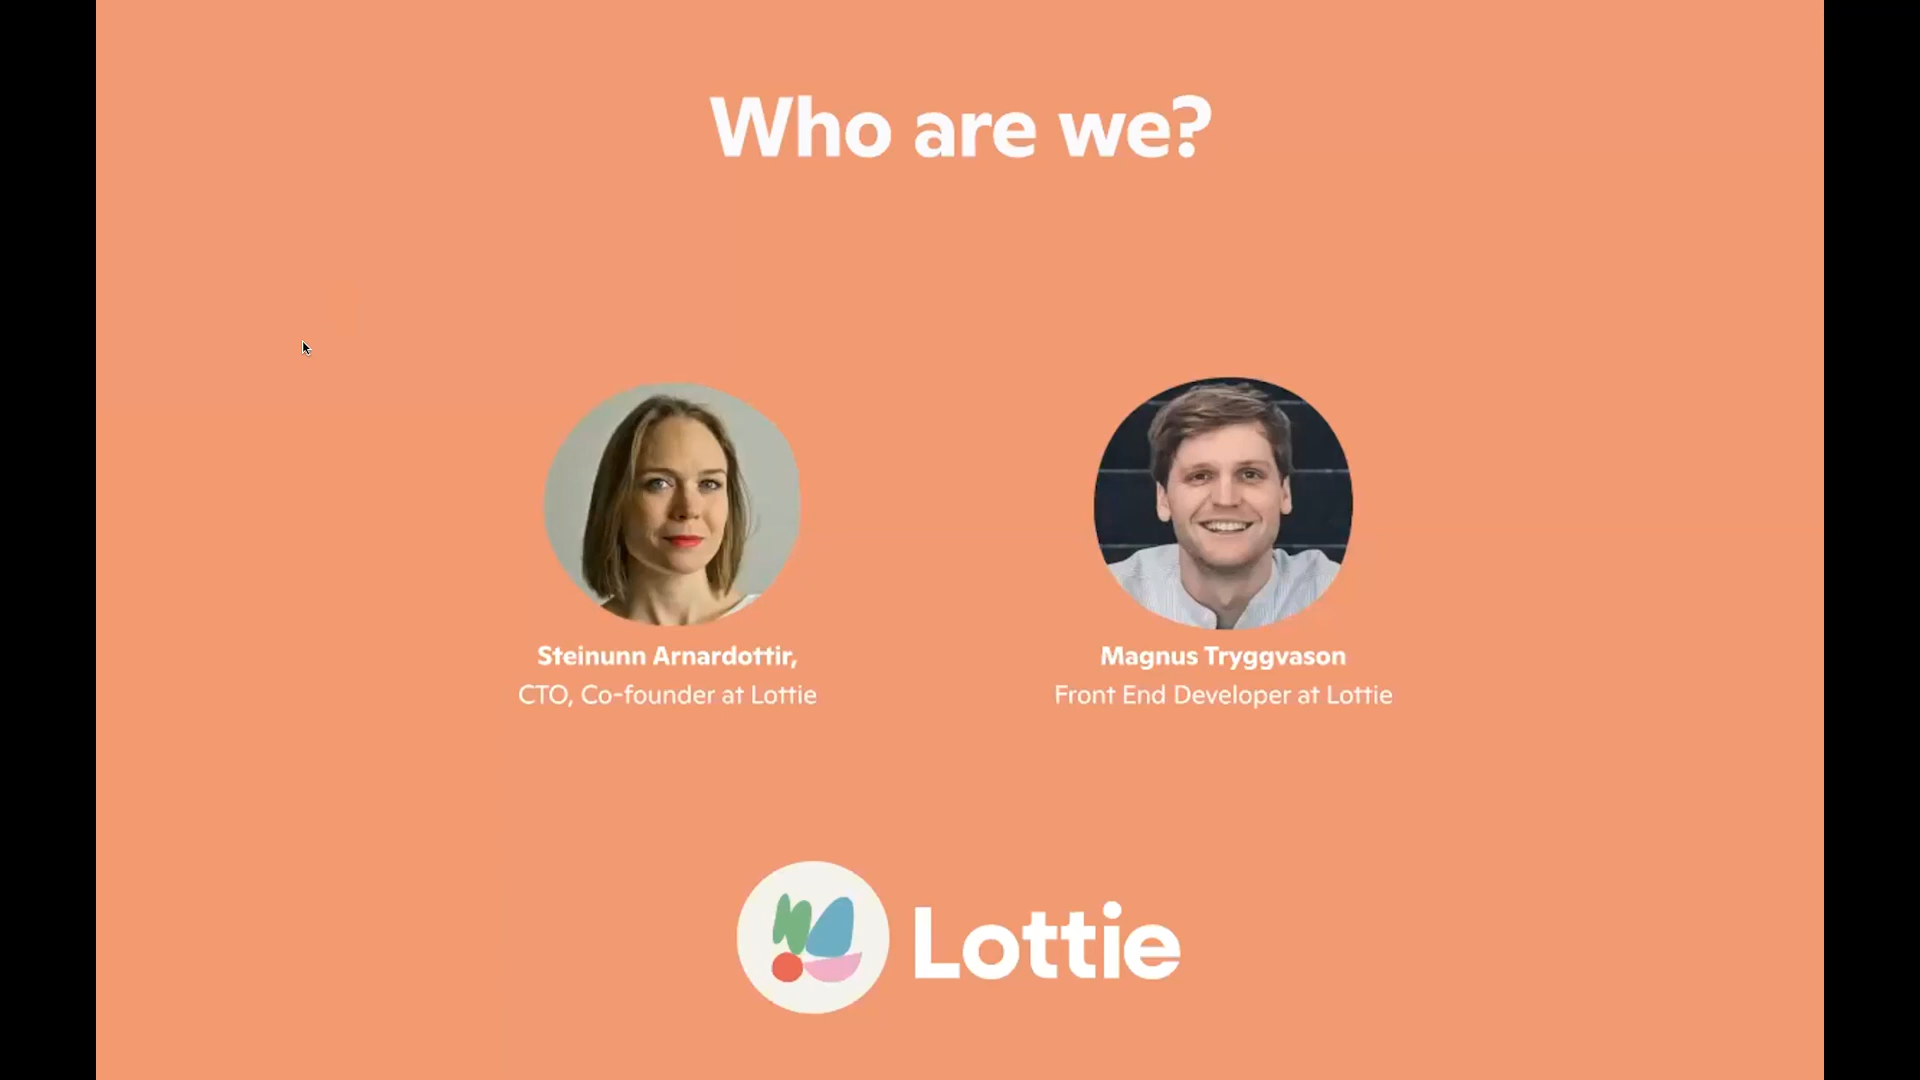 Who are we?
Steinunn Arnardottir,
CTO, Co-founder at Lottie
Magnus Tryggvason
Front End Developer at Lottie
Lottie